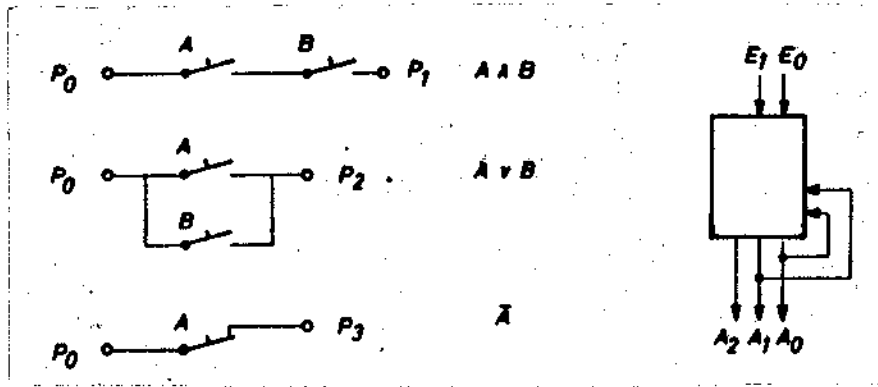 A B
P0 P1 A ∧ B
E1 E0
A
P0 P2 A ∨ B
B
A
P0 P3 Ā
A2 A1 A0